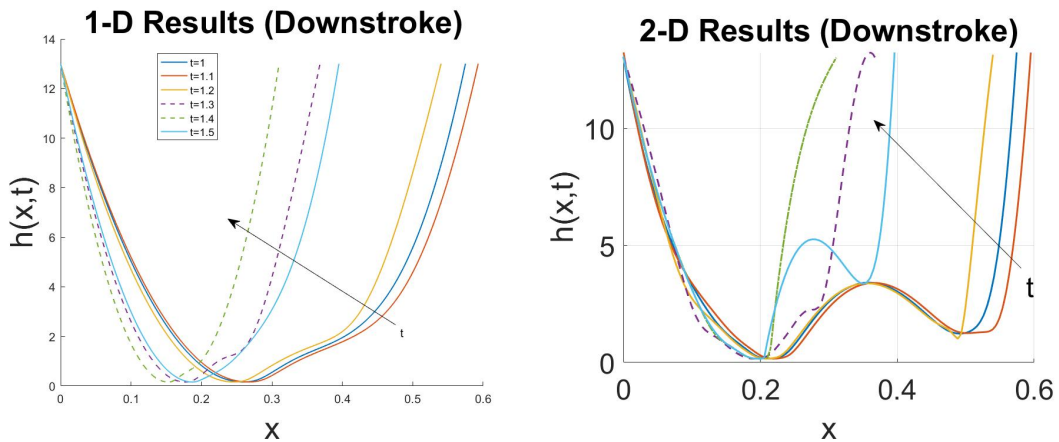 1-D Results (Downstroke)
14
12
10
8
6
4
2
0
h(x,t)
t=1
t=1.1
t=1.2
t=1.3
t=1.4
t=1.5
t
0 0.1 0.2 0.3 0.4 0.5 0.6
x
2-D Results (Downstroke)
10
5
0
h(x,t)
t
0 0.2 0.4 0.6
x